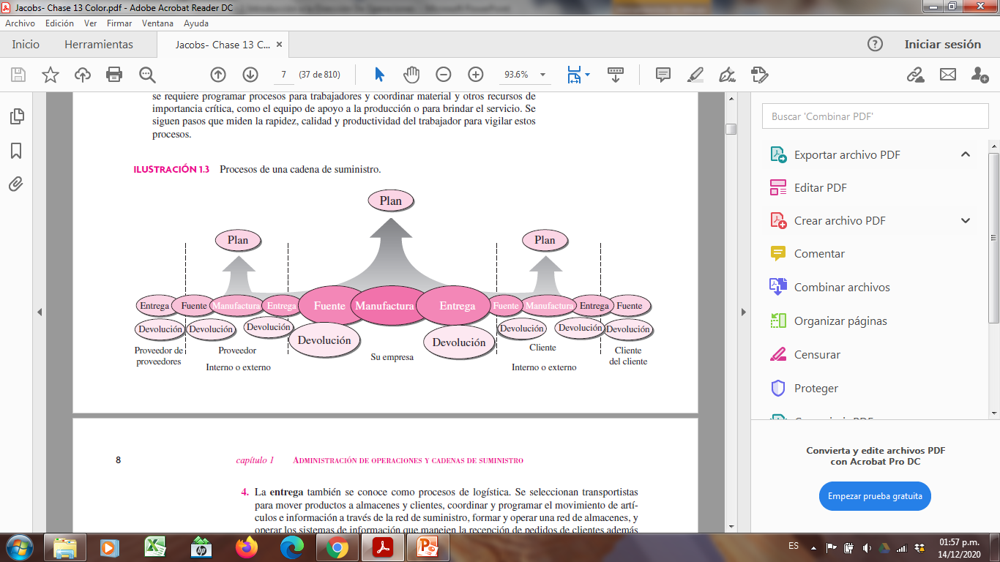 Jacobs- Chase 13 Color.pdf - Adobe Acrobat Reader DC
Archivo Edición Ver Firmar Ventana Ayuda
Inicio Herramientas Jacobs- Chase 13 C... × Iniciar sesión
7 (37 de 810) 93.6%
se requiere programar procesos para trabajadores y coordinar material y otros recursos de
importancia crítica, como el equipo de apoyo a la producción o para brindar el servicio. Se
siguen pasos que miden la rapidez, calidad y productividad del trabajador para vigilar estos
procesos.
ILUSTRACIÓN 1.3 Procesos de una cadena de suministro.
Plan
Plan Plan
Entrega Fuente Manufactura Entrega Fuente Manufactura Entrega Fuente Manufactura Entrega Fuente
Devolución Devolución Devolución Devolución Devolución Devolución Devolución Devolución
Proveedor de
proveedores
Proveedor
Interno o externo
Su empresa
Cliente
Interno o externo
Cliente
del cliente
8 capítulo 1 ADMINISTRACIÓN DE OPERACIONES Y CADENAS DE SUMINISTRO
4. La entrega también se conoce como procesos de logística. Se seleccionan transportistas
para mover productos a almacenes y clientes, coordinar y programar el movimiento de artí-
culos e información a través de la red de suministro, formar y operar una red de almacenes, y
operar los sistemas de información que manejen la recepción de pedidos de clientes además
Buscar 'Combinar PDF'
Exportar archivo PDF
Editar PDF
Crear archivo PDF
Comentar
Combinar archivos
Organizar páginas
Censurar
Proteger
Convierta y edite archivos PDF
con Acrobat Pro DC
Empezar prueba gratuita
ES
01:57 p.m.
14/12/2020